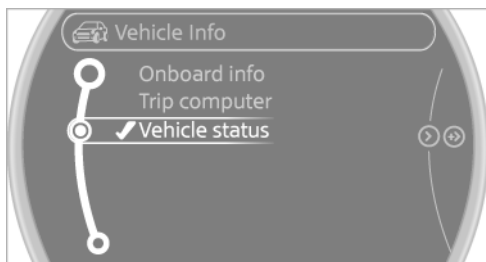 Vehicle Info
Onboard info
Trip computer
Vehicle status